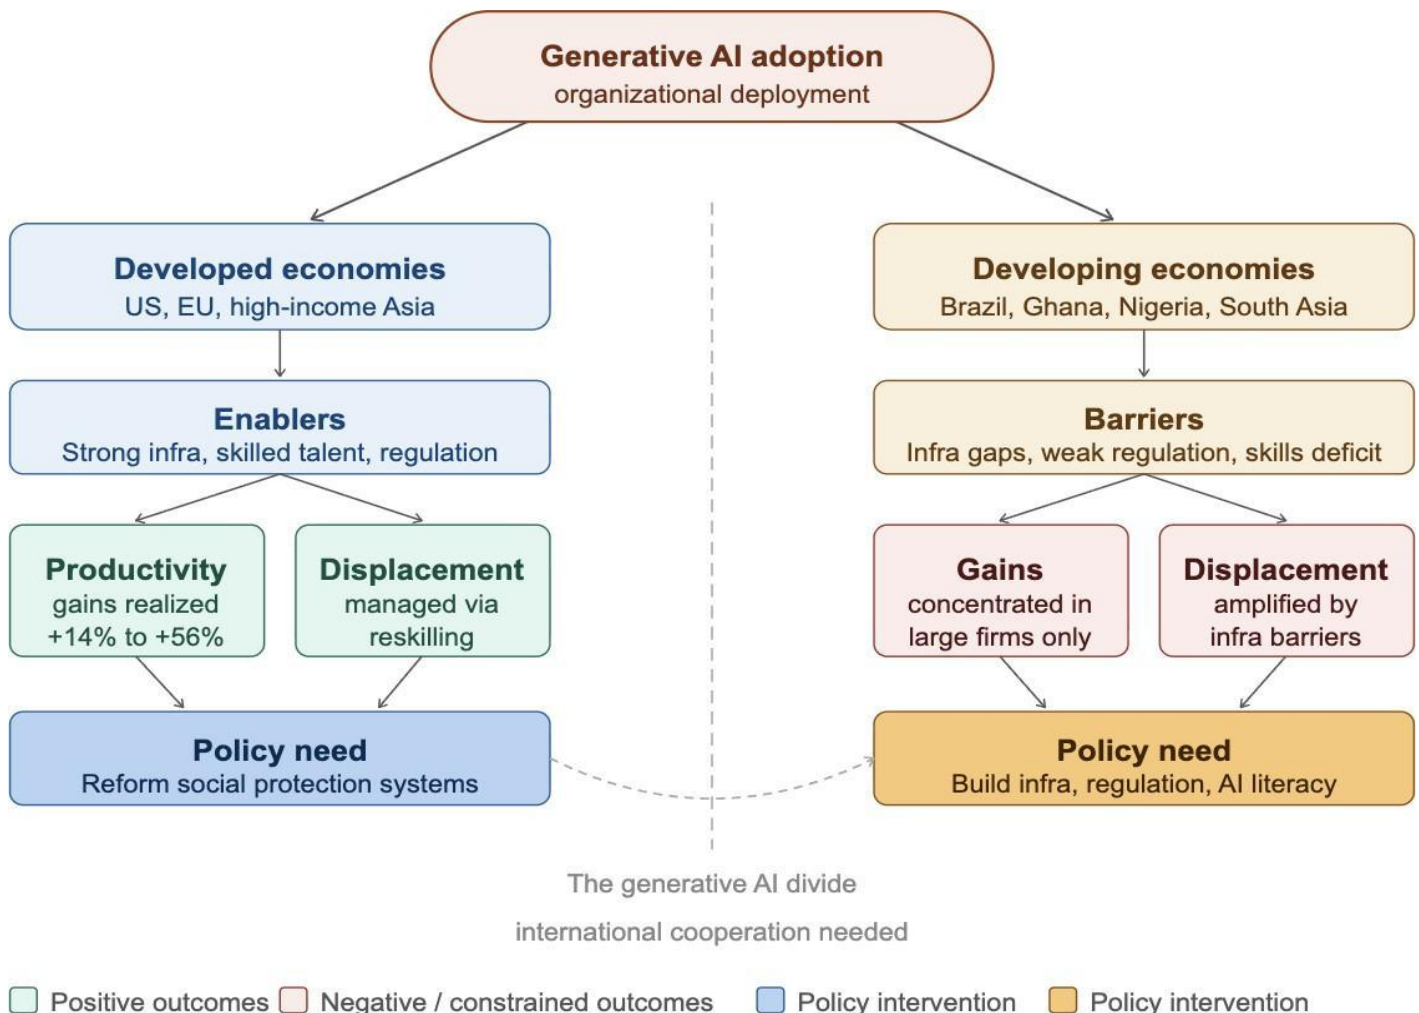 Generative AI adoption
organizational deployment
Developed economies
US, EU, high-income Asia
Developing economies
Brazil, Ghana, Nigeria, South Asia
Enablers
Strong infra, skilled talent, regulation
Barriers
Infra gaps, weak regulation, skills deficit
Productivity
gains realized
+14% to +56%
Displacement
managed via
reskilling
Gains
concentrated in
large firms only
Displacement
amplified by
infra barriers
Policy need
Reform social protection systems
Policy need
Build infra, regulation, AI literacy
The generative AI divide
international cooperation needed
Positive outcomes
Negative / constrained outcomes
Policy intervention
Policy intervention